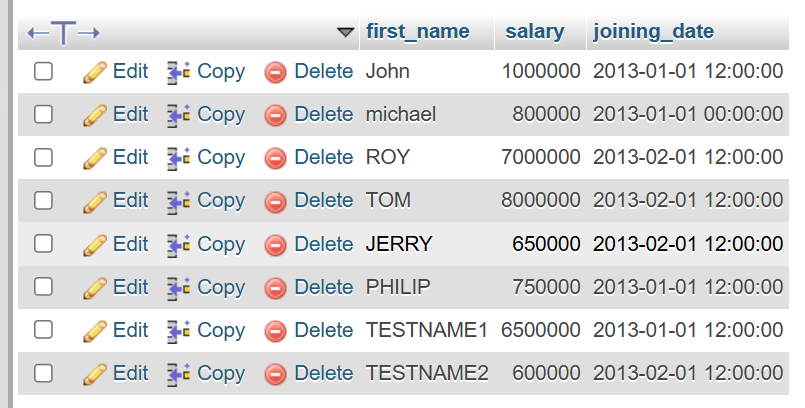 first_name salary joining_date
Edit Copy Delete John 1000000 2013-01-01 12:00:00
Edit Copy Delete michael 800000 2013-01-01 00:00:00
Edit Copy Delete ROY 7000000 2013-02-01 12:00:00
Edit Copy Delete TOM 8000000 2013-02-01 12:00:00
Edit Copy Delete JERRY 650000 2013-02-01 12:00:00
Edit Copy Delete PHILIP 750000 2013-01-01 12:00:00
Edit Copy Delete TESTNAME1 6500000 2013-01-01 12:00:00
Edit Copy Delete TESTNAME2 600000 2013-02-01 12:00:00